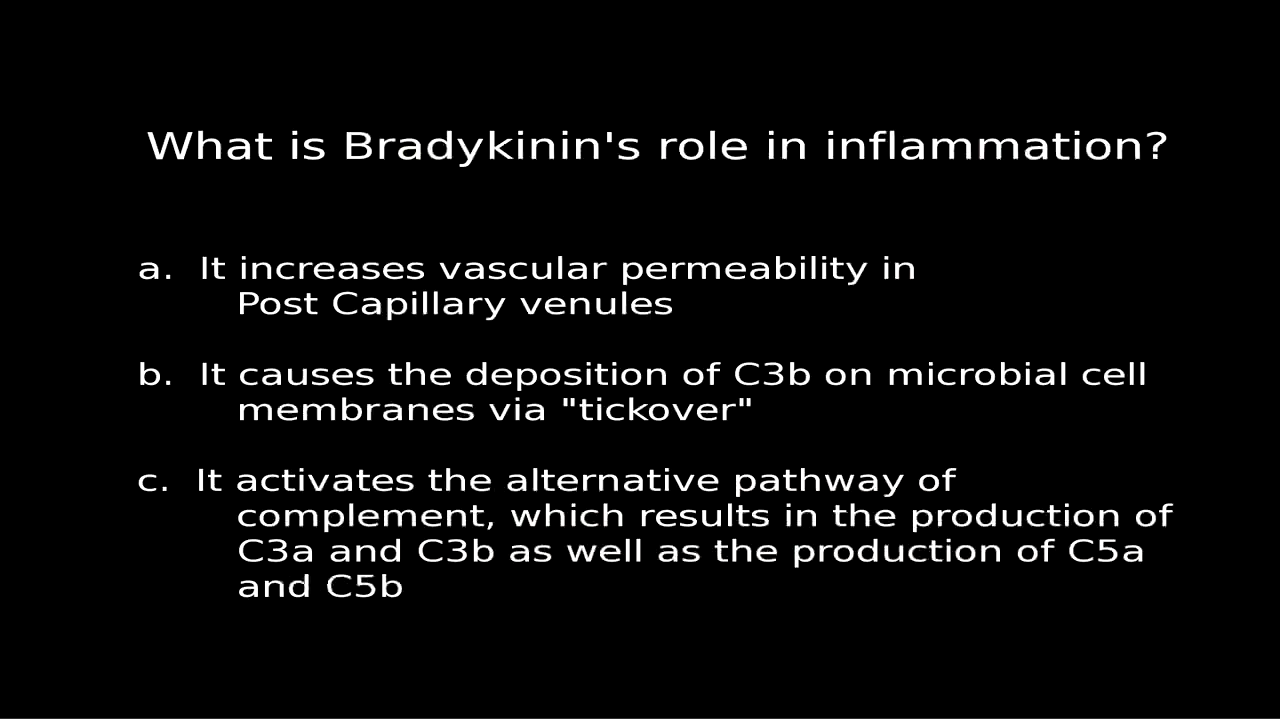 What is Bradykinin's role in inflammation?
a. It increases vascular permeability in
Post Capillary venules
b. It causes the deposition of C3b on microbial cell
membranes via "tickover"
c. It activates the alternative pathway of
complement, which results in the production of
C3a and C3b as well as the production of C5a
and C5b